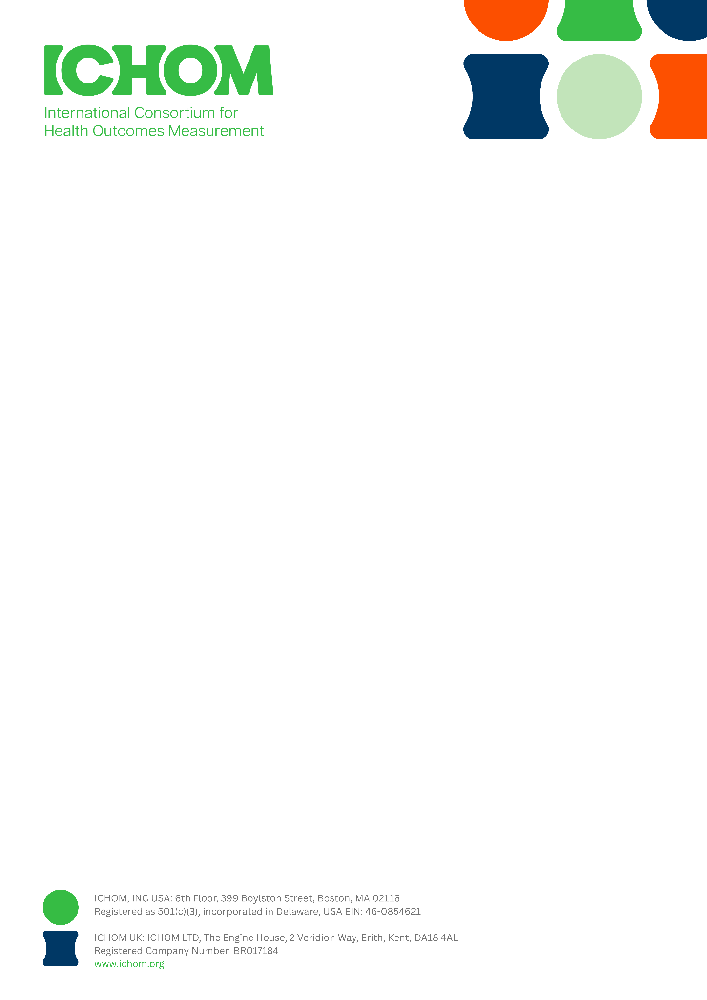 ICHOM
International Consortium for
Health Outcomes Measurement
ICHOM, INC USA: 6th Floor, 399 Boylston Street, Boston, MA 02116
Registered as 501(c)(3), incorporated in Delaware, USA EIN: 46-0854621
ICHOM UK: ICHOM LTD, The Engine House, 2 Veridion Way, Erith, Kent, DA18 4AL
Registered Company Number  BR017184
www.ichom.org